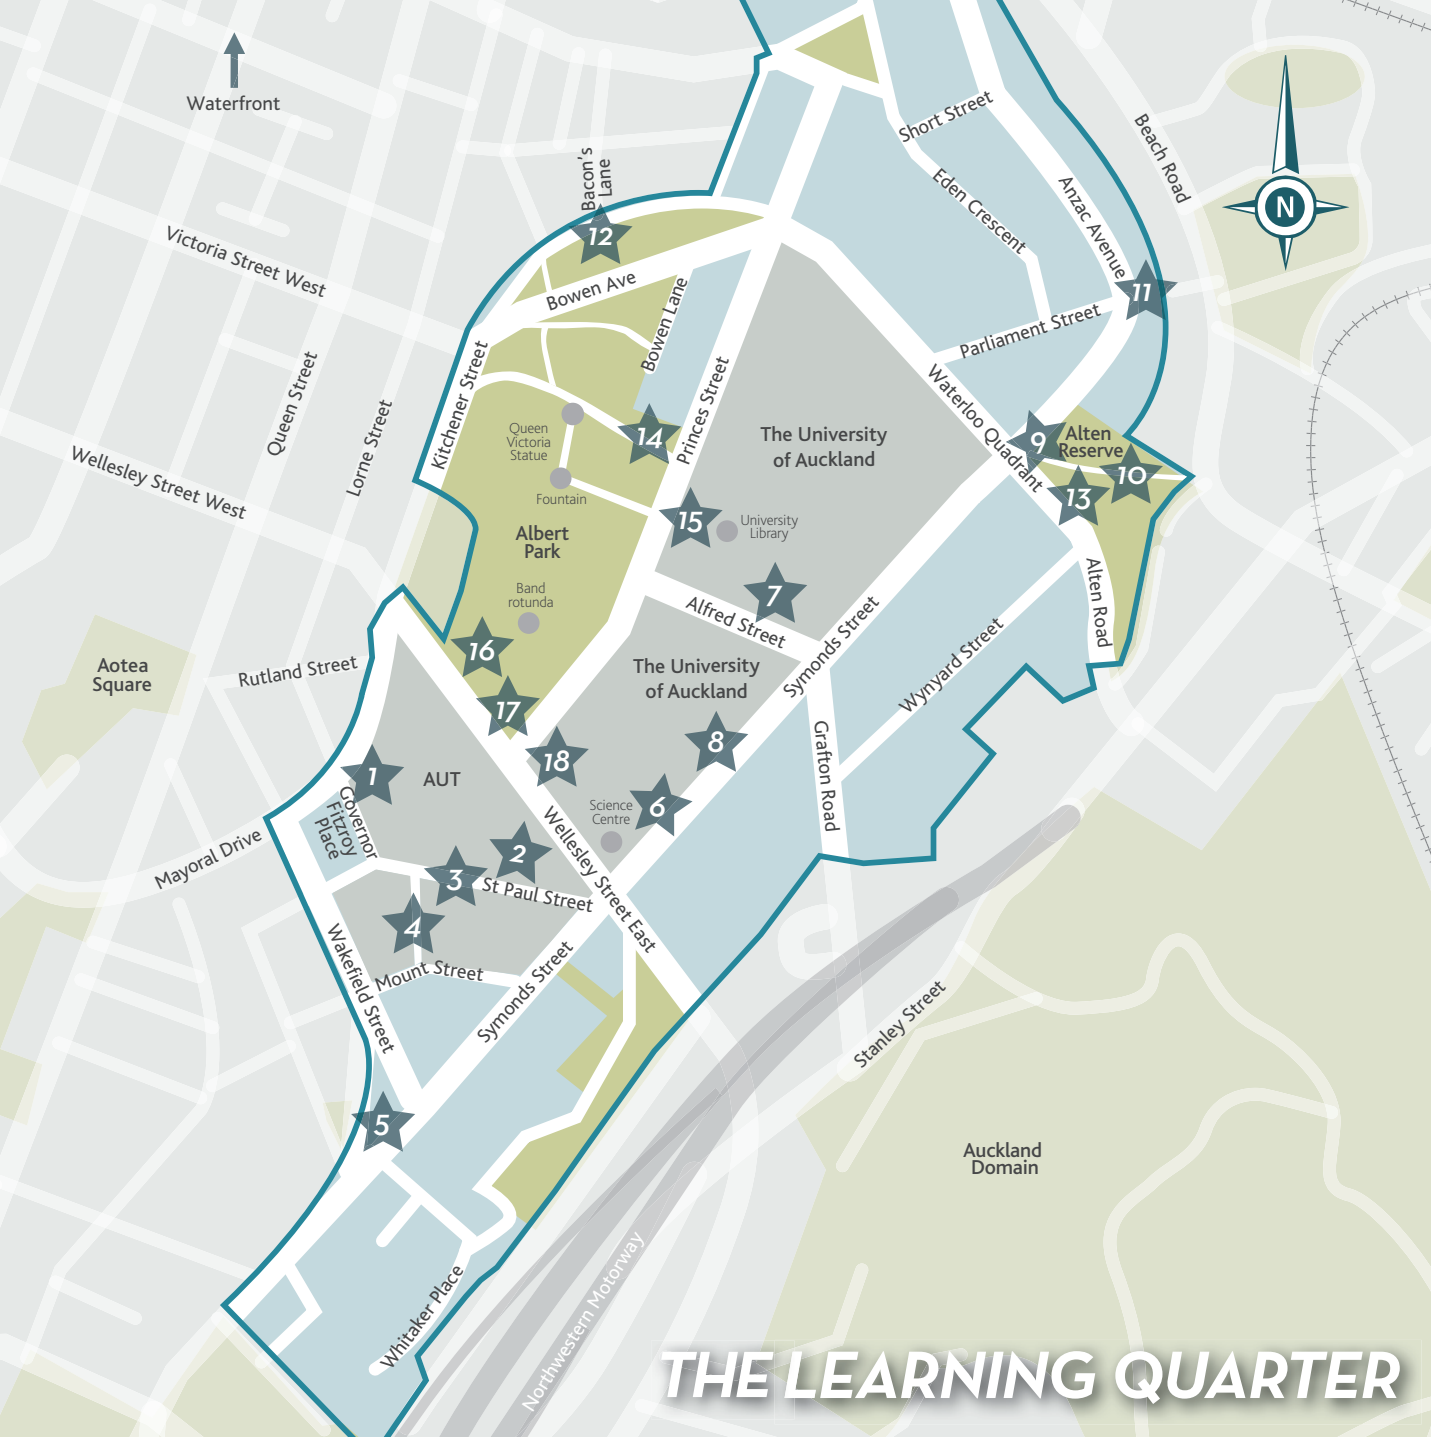 Waterfront
Bacon's
Lane
Short Street
Beach Road
Eden Crescent
Anzac Avenue
N
Victoria Street West
12
Bowen Ave
Bowen Lane
11
Parliament Street
Queen Street
Kitchener Street
Princes Street
Waterloo Quadrant
Lorne Street
Wellesley Street West
Queen
Victoria
Statue
14
The University
of Auckland
9
Alten
Reserve
10
13
Fountain
15
University
Library
Albert
Park
Band
rotunda
7
Alfred Street
Symonds Street
Alten Road
Wynyard Street
16
Aotea
Square
Rutland Street
The University
of Auckland
17
18
8
Grafton Road
1
AUT
Governor
Fitzroy
Place
Science
Centre
6
Mayoral Drive
2
3
St Paul Street
Wellesley Street East
4
Wakefield Street
Mount Street
Symonds Street
Stanley Street
5
Auckland
Domain
Whitaker Place
Northwestern Motorway
THE LEARNING QUARTER